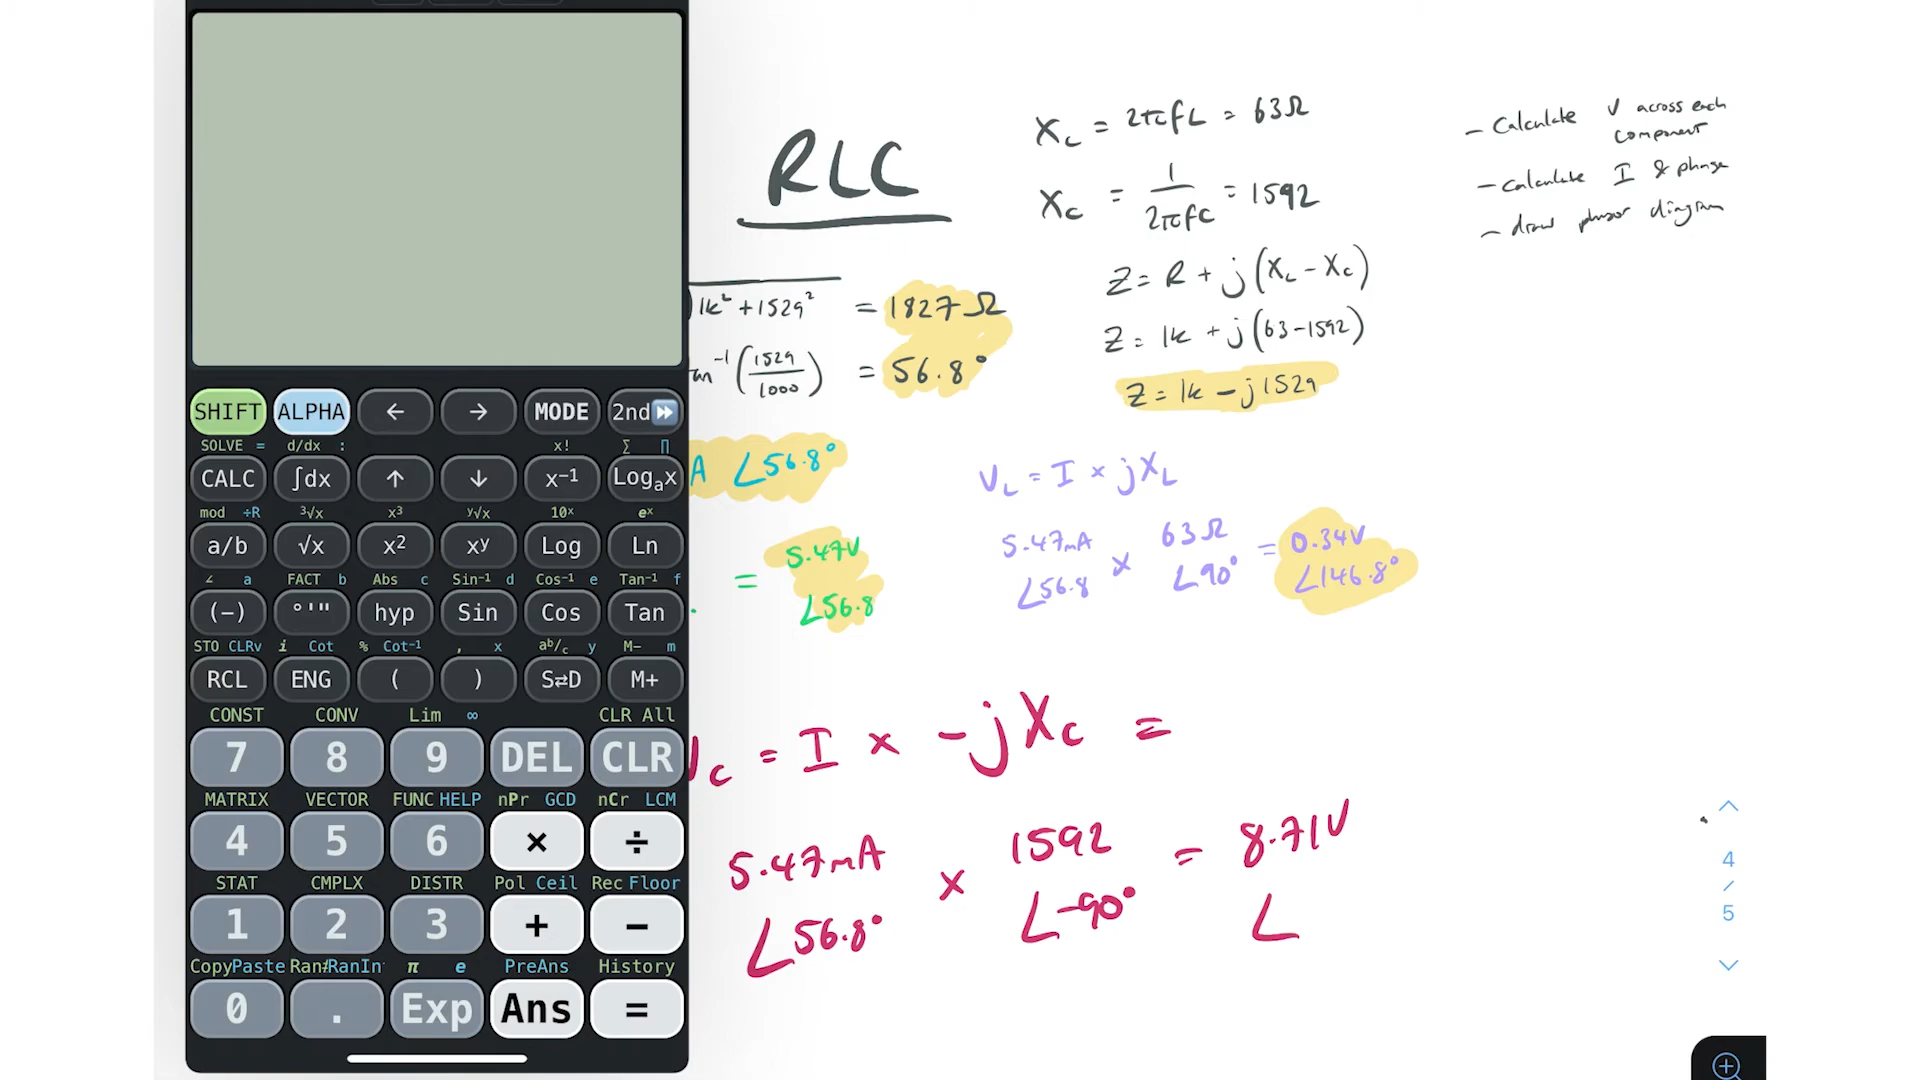 SHIFT ALPHA ← → MODE 2nd
SOLVE = d/dx : x! ∑ ∏
CALC ∫dx ↑ ↓ x⁻¹ Logₐx
mod ÷R ³√x x³ ʸ√x 10ˣ eˣ
a/b √x x² xʸ Log Ln
∠ a FACT b Abs c Sin⁻¹ d Cos⁻¹ e Tan⁻¹ f
(−) °'" hyp Sin Cos Tan
STO CLRv i Cot % Cot⁻¹ , x aᵇ/c y M− m
RCL ENG ( ) S⇄D M+
CONST CONV Lim ∞ CLR All
7 8 9 DEL CLR
MATRIX VECTOR FUNC HELP nPr GCD nCr LCM
4 5 6 × ÷
STAT CMPLX DISTR Pol Ceil Rec Floor
1 2 3 + −
CopyPaste Ran#RanIn π e PreAns History
0 . Exp Ans =
RLC
X_L = 2πfL = 63Ω
X_C = 1/2πfC = 1592
Z = R + j(X_L − X_C)
Z = 1k + j(63−1592)
Z = 1k − j1529
– Calculate V across each
component
– Calculate I & phase
– draw phasor diagram
1k² + 1529² = 1827Ω
an⁻¹(1529/1000) = 56.8°
A ∠56.8°
= 5.47V
∠56.8
V_L = I × jX_L
5.47mA × 63Ω = 0.34V
∠56.8 ∠90° ∠146.8°
V_C = I × −jX_C =
5.47mA × 1592 = 8.71V
∠56.8° ∠−90° ∠
4
/
5